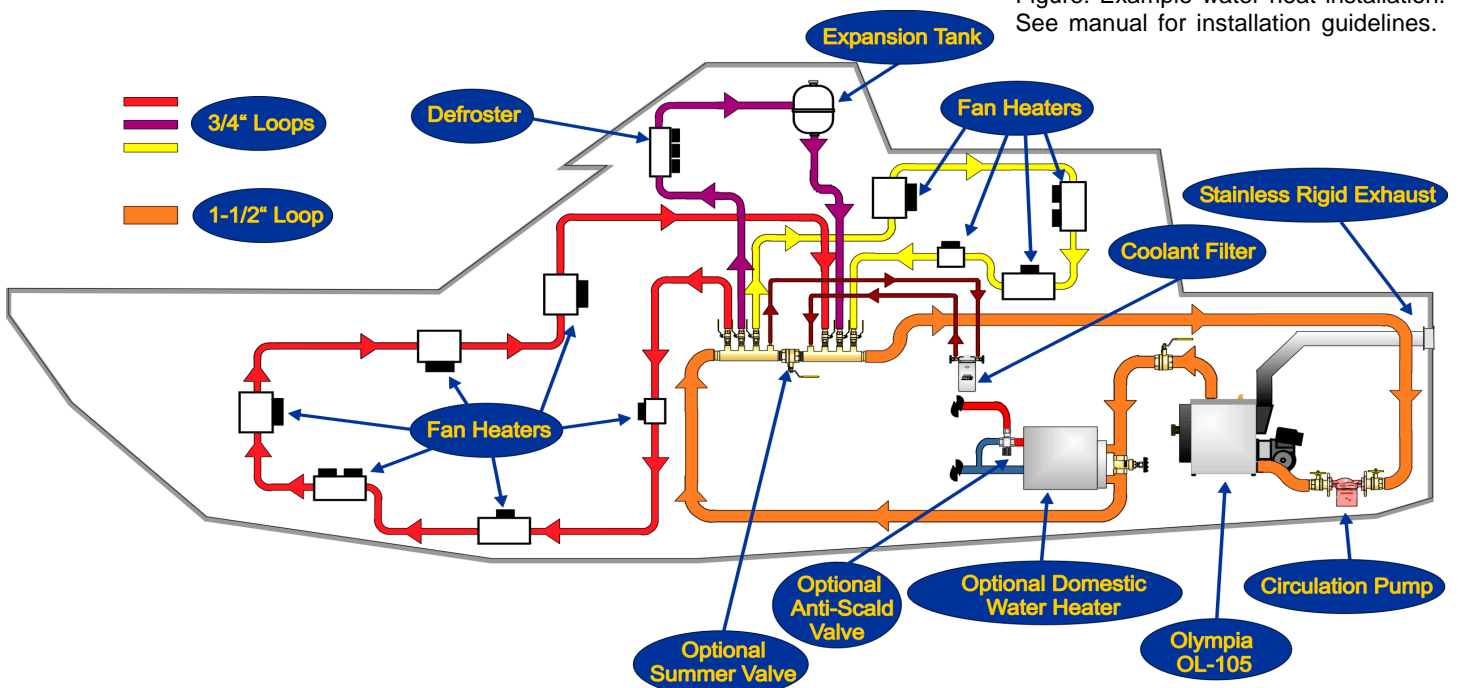 Figure: Example water heat installation.
See manual for installation guidelines.
Expansion Tank
Defroster
Fan Heaters
3/4“ Loops
1-1/2“ Loop
Stainless Rigid Exhaust
Coolant Filter
Fan Heaters
Optional
Anti-Scald
Valve
Optional Domestic
Water Heater
Circulation Pump
Optional
Summer Valve
Olympia
OL-105